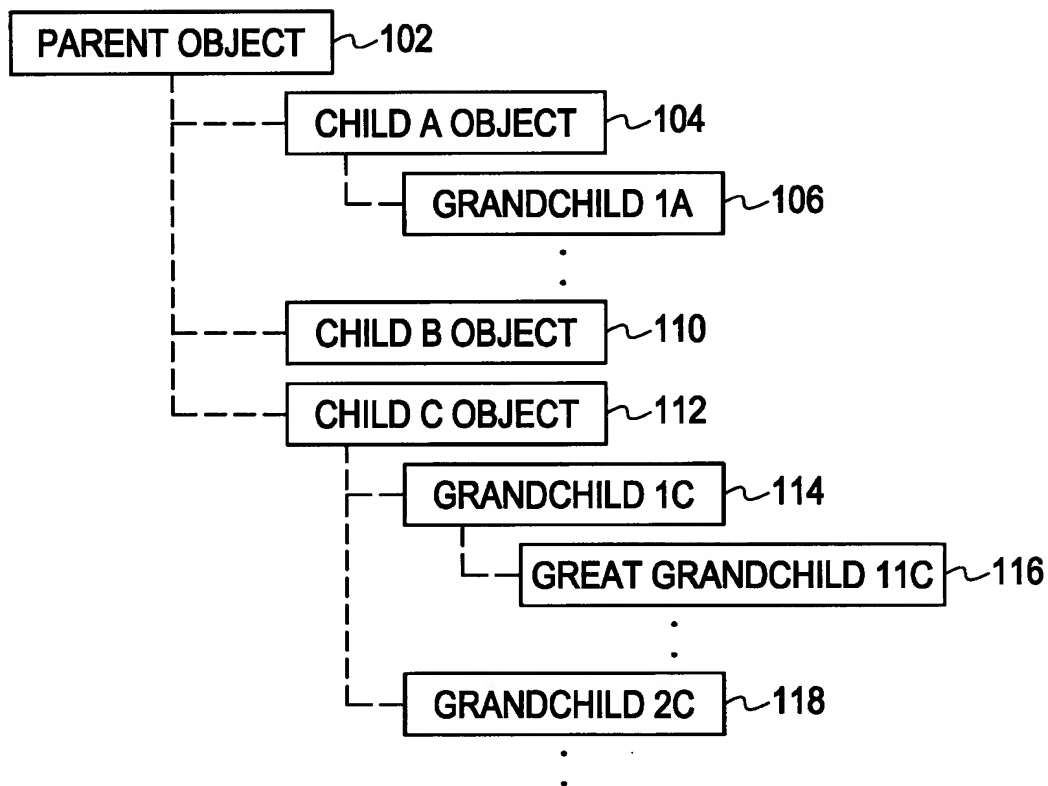 PARENT OBJECT 102
CHILD A OBJECT 104
GRANDCHILD 1A 106
CHILD B OBJECT 110
CHILD C OBJECT 112
GRANDCHILD 1C 114
GREAT GRANDCHILD 11C 116
GRANDCHILD 2C 118